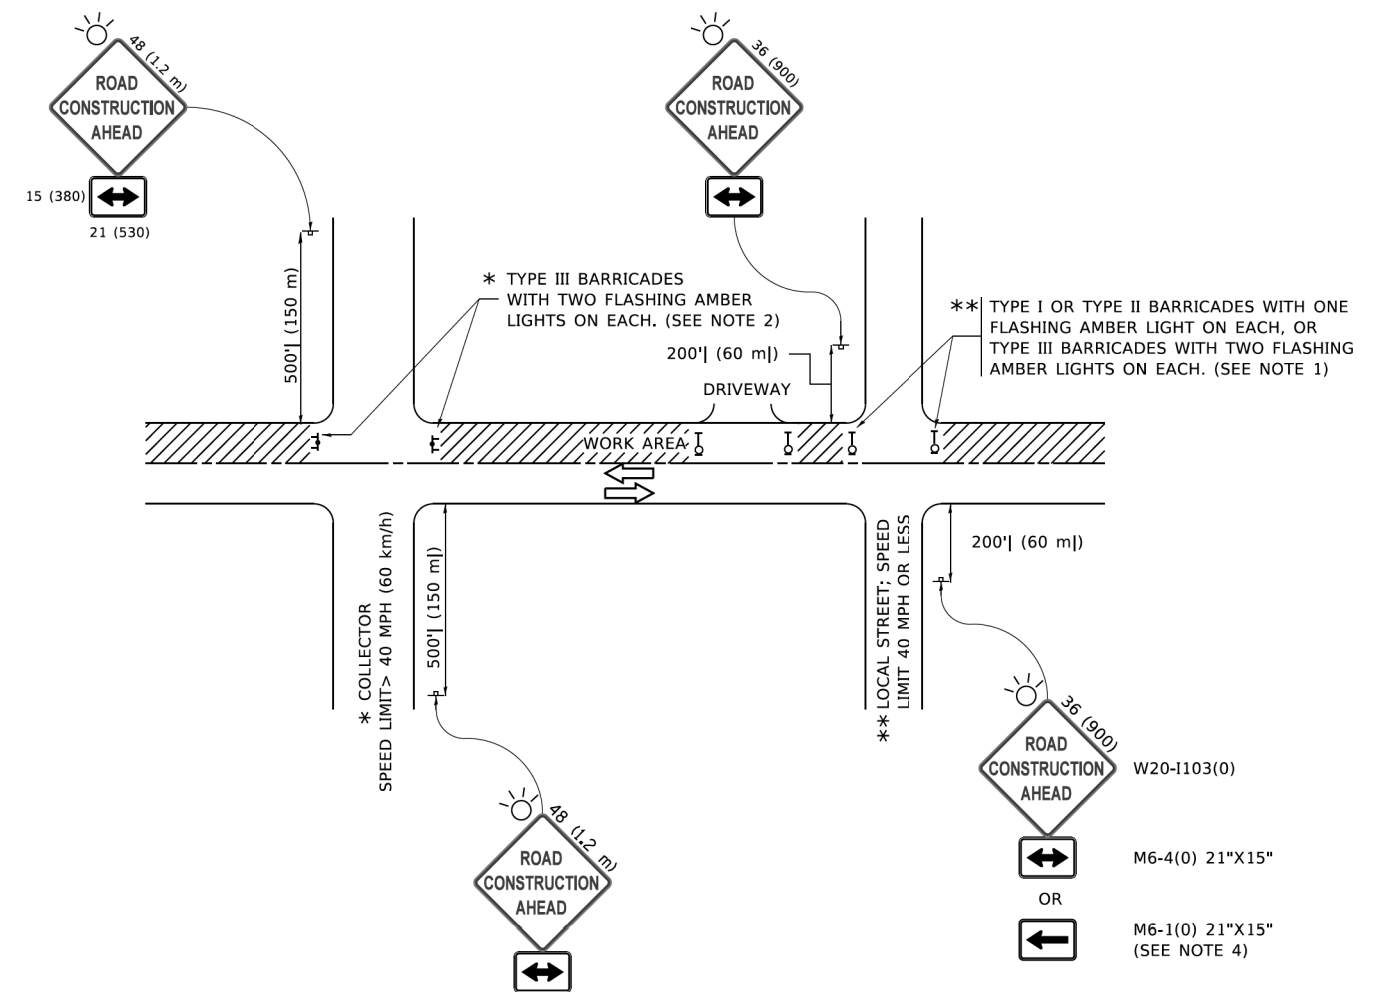 48 (1.2 m)
ROAD
CONSTRUCTION
AHEAD
15 (380)
21 (530)
36 (900)
ROAD
CONSTRUCTION
AHEAD
500'| (150 m)
* TYPE III BARRICADES
WITH TWO FLASHING AMBER
LIGHTS ON EACH. (SEE NOTE 2)
200'| (60 m|)
DRIVEWAY
** TYPE I OR TYPE II BARRICADES WITH ONE
FLASHING AMBER LIGHT ON EACH, OR
TYPE III BARRICADES WITH TWO FLASHING
AMBER LIGHTS ON EACH. (SEE NOTE 1)
WORK AREA
* COLLECTOR
SPEED LIMIT> 40 MPH (60 km/h)
500'| (150 m|)
** LOCAL STREET; SPEED
LIMIT 40 MPH OR LESS
200'| (60 m|)
48 (1.2 m)
ROAD
CONSTRUCTION
AHEAD
36 (900)
ROAD
CONSTRUCTION
AHEAD
W20-I103(0)
M6-4(0) 21"X15"
OR
M6-1(0) 21"X15"
(SEE NOTE 4)